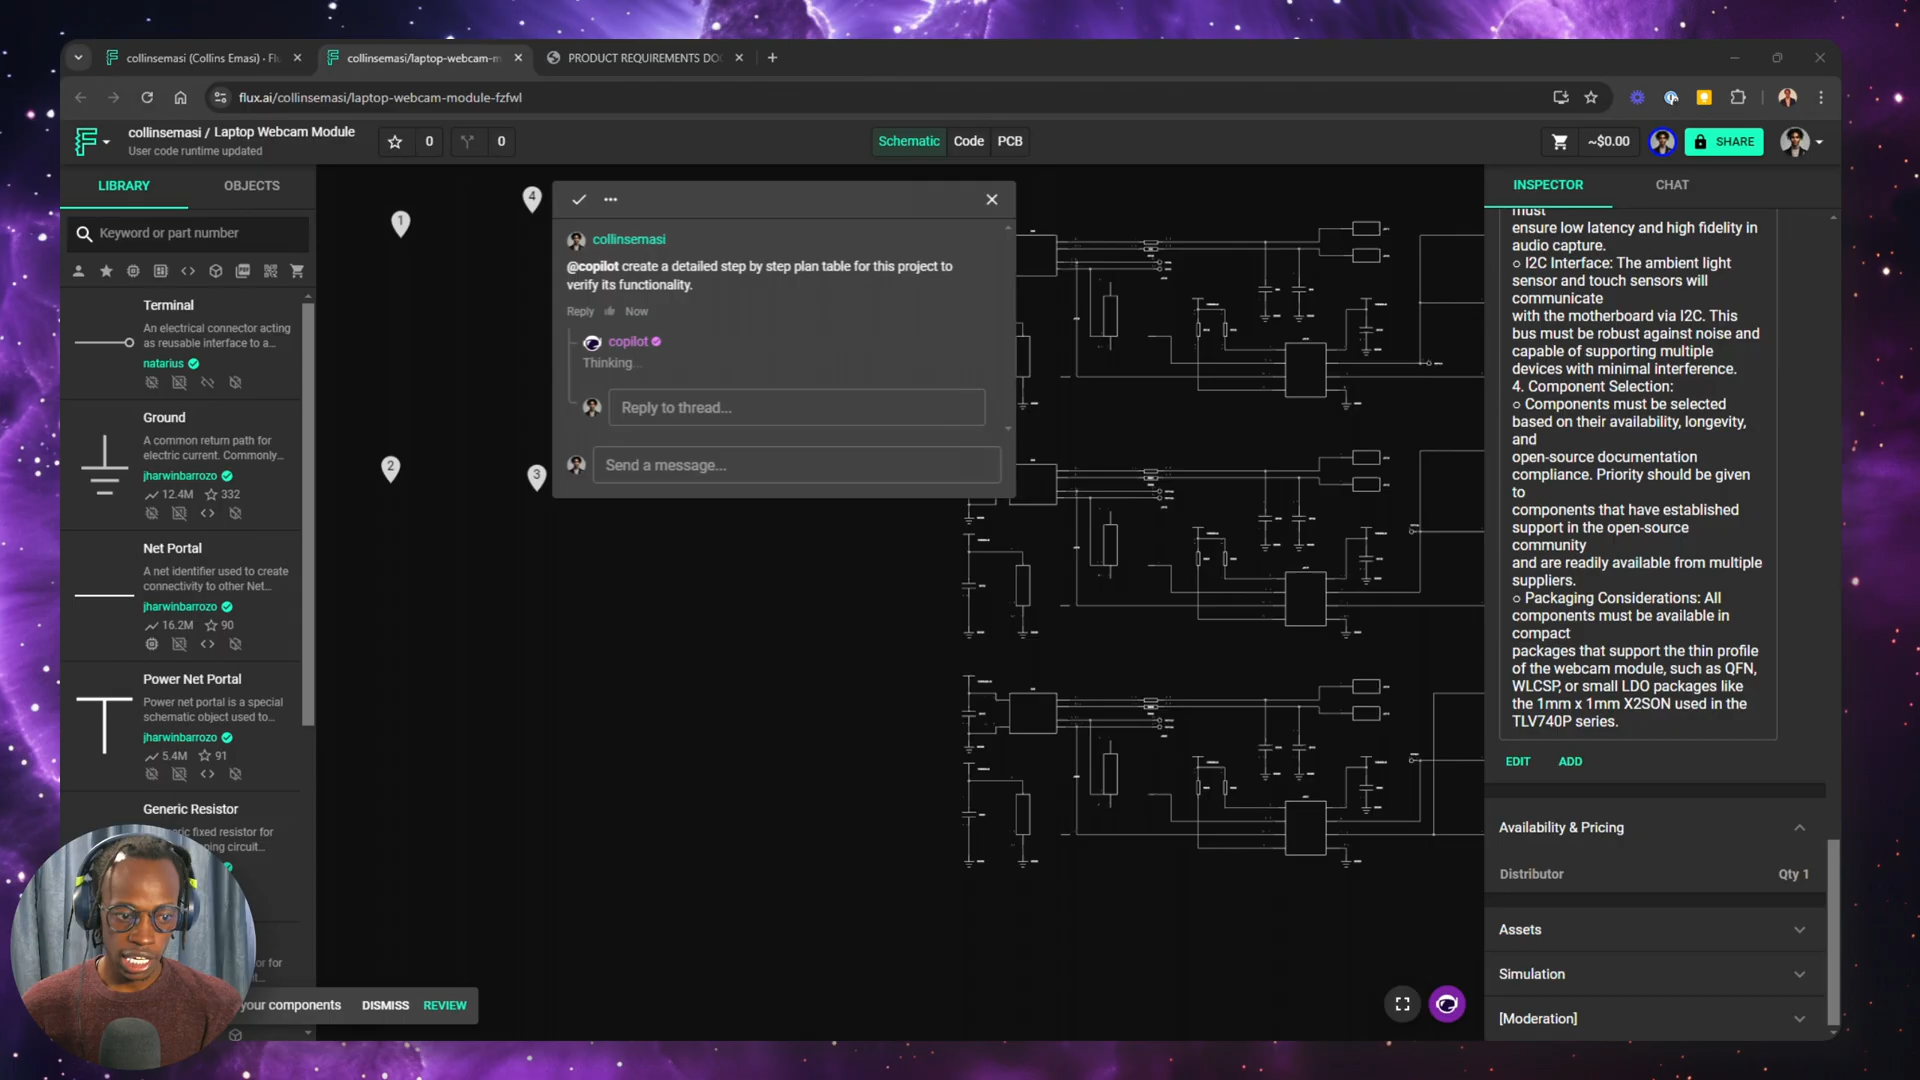 collinsemasi (Collins Emasi) · Flu
collinsemasi/laptop-webcam-m
PRODUCT REQUIREMENTS DO
flux.ai/collinsemasi/laptop-webcam-module-fzfwl
collinsemasi / Laptop Webcam Module
User code runtime updated
0
0
Schematic
Code
PCB
~$0.00
SHARE
LIBRARY
OBJECTS
Keyword or part number
Terminal
An electrical connector acting
as reusable interface to a...
natarius
Ground
A common return path for
electric current. Commonly...
jharwinbarrozo
12.4M
332
Net Portal
A net identifier used to create
connectivity to other Net...
jharwinbarrozo
16.2M
90
Power Net Portal
Power net portal is a special
schematic object used to...
jharwinbarrozo
5.4M
91
Generic Resistor
fixed resistor for
circuit...
or for
your components
DISMISS
REVIEW
1
2
3
4
collinsemasi
@copilot create a detailed step by step plan table for this project to
verify its functionality.
Reply
Now
copilot
Thinking...
Reply to thread...
Send a message...
INSPECTOR
CHAT
must
ensure low latency and high fidelity in
audio capture.
○ I2C Interface: The ambient light
sensor and touch sensors will
communicate
with the motherboard via I2C. This
bus must be robust against noise and
capable of supporting multiple
devices with minimal interference.
4. Component Selection:
○ Components must be selected
based on their availability, longevity,
and
open-source documentation
compliance. Priority should be given
to
components that have established
support in the open-source
community
and are readily available from multiple
suppliers.
○ Packaging Considerations: All
components must be available in
compact
packages that support the thin profile
of the webcam module, such as QFN,
WLCSP, or small LDO packages like
the 1mm x 1mm X2SON used in the
TLV740P series.
EDIT
ADD
Availability & Pricing
Distributor
Qty 1
Assets
Simulation
[Moderation]